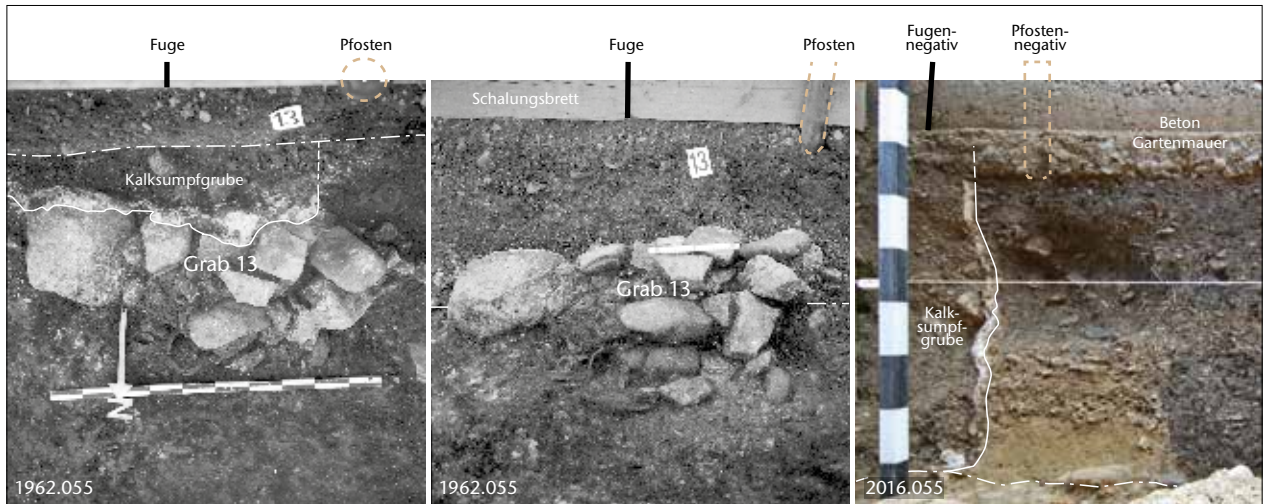 Fuge
Pfosten
13
Kalksumpfgrube
Grab 13
N
1962.055
Fuge
Pfosten
Schalungsbrett
13
Grab 13
1962.055
Fugen-
negativ
Pfosten-
negativ
Beton
Gartenmauer
Kalk-
sumpf-
grube
2016.055